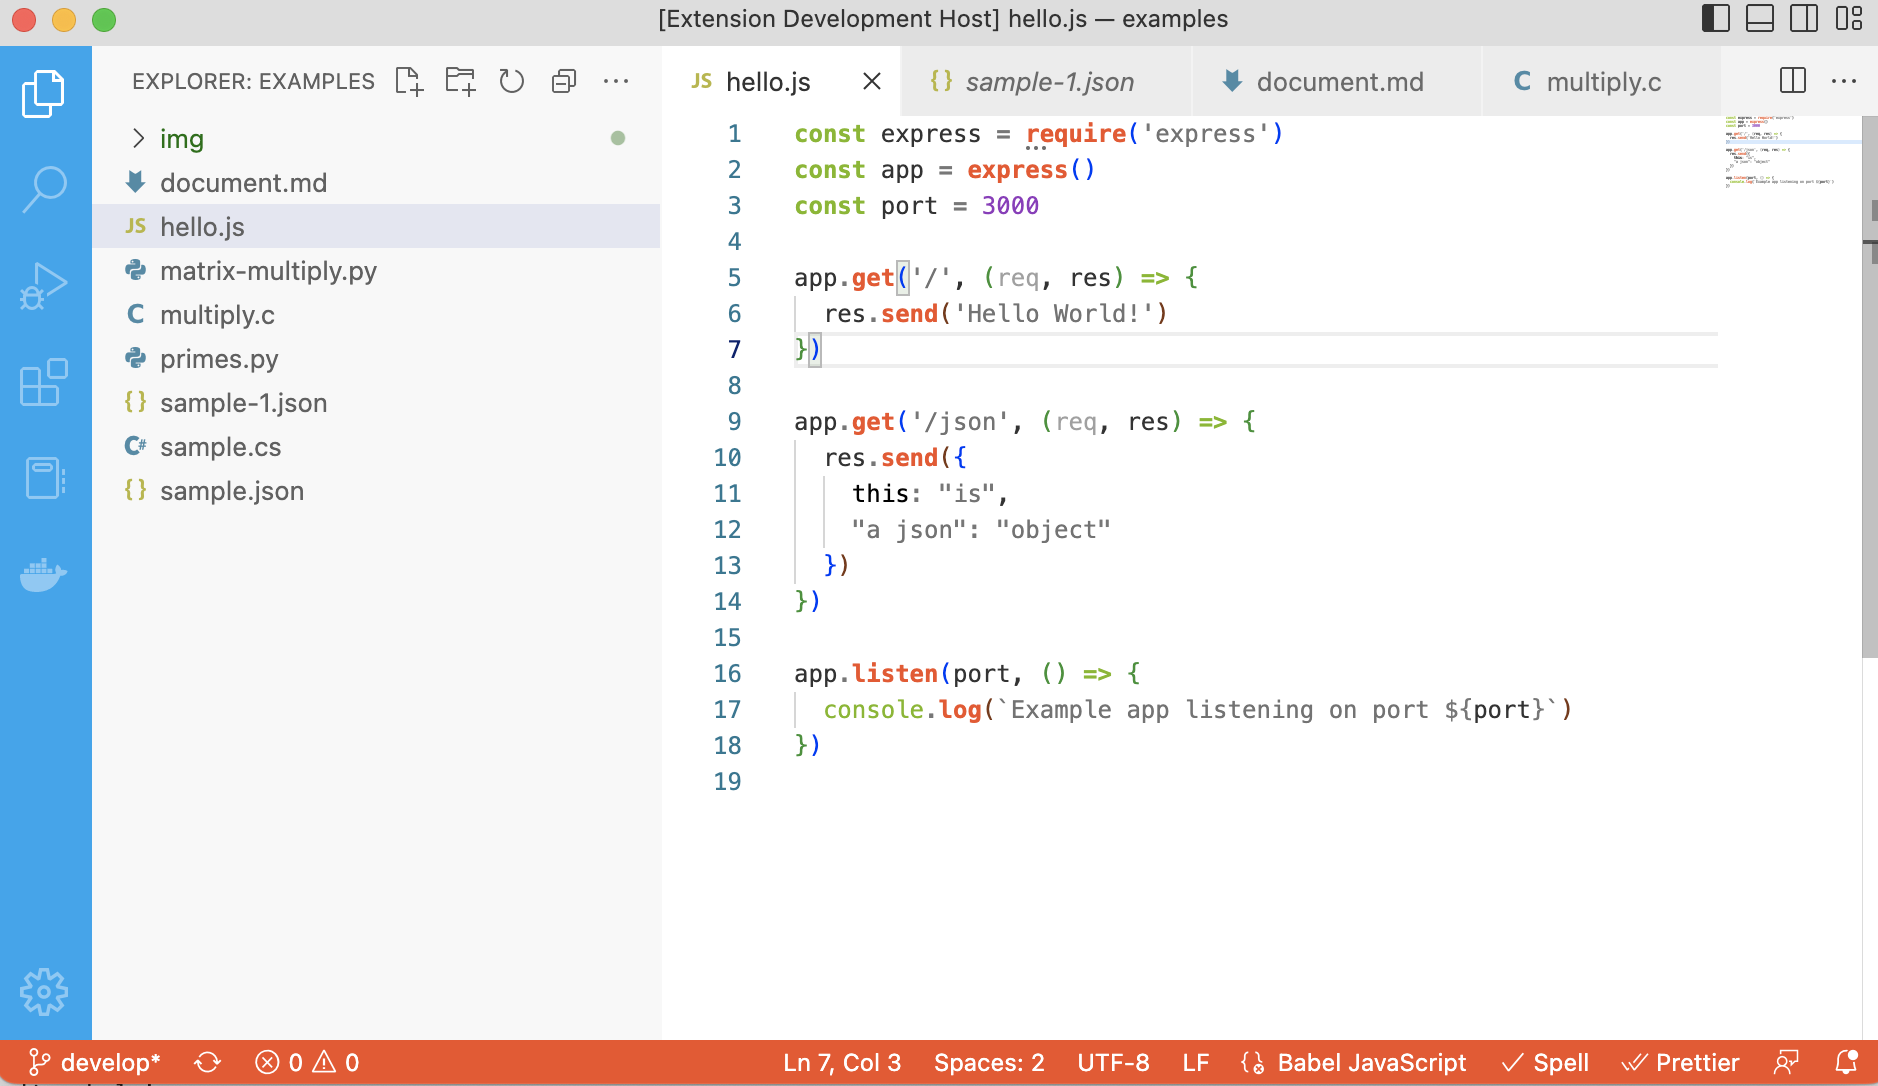 [Extension Development Host] hello.js — examples
EXPLORER: EXAMPLES
img
document.md
JS hello.js
matrix-multiply.py
C multiply.c
primes.py
{} sample-1.json
C# sample.cs
{} sample.json
JS hello.js
{} sample-1.json
document.md
C multiply.c
1 const express = require('express')
2 const app = express()
3 const port = 3000
4
5 app.get('/', (req, res) => {
6 res.send('Hello World!')
7 })
8
9 app.get('/json', (req, res) => {
10 res.send({
11 this: "is",
12 "a json": "object"
13 })
14 })
15
16 app.listen(port, () => {
17 console.log(`Example app listening on port ${port}`)
18 })
19
develop* 0 0 Ln 7, Col 3 Spaces: 2 UTF-8 LF Babel JavaScript Spell Prettier